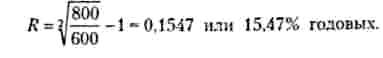 R = ²√(800/600) − 1 = 0,1547 или 15,47% годовых.